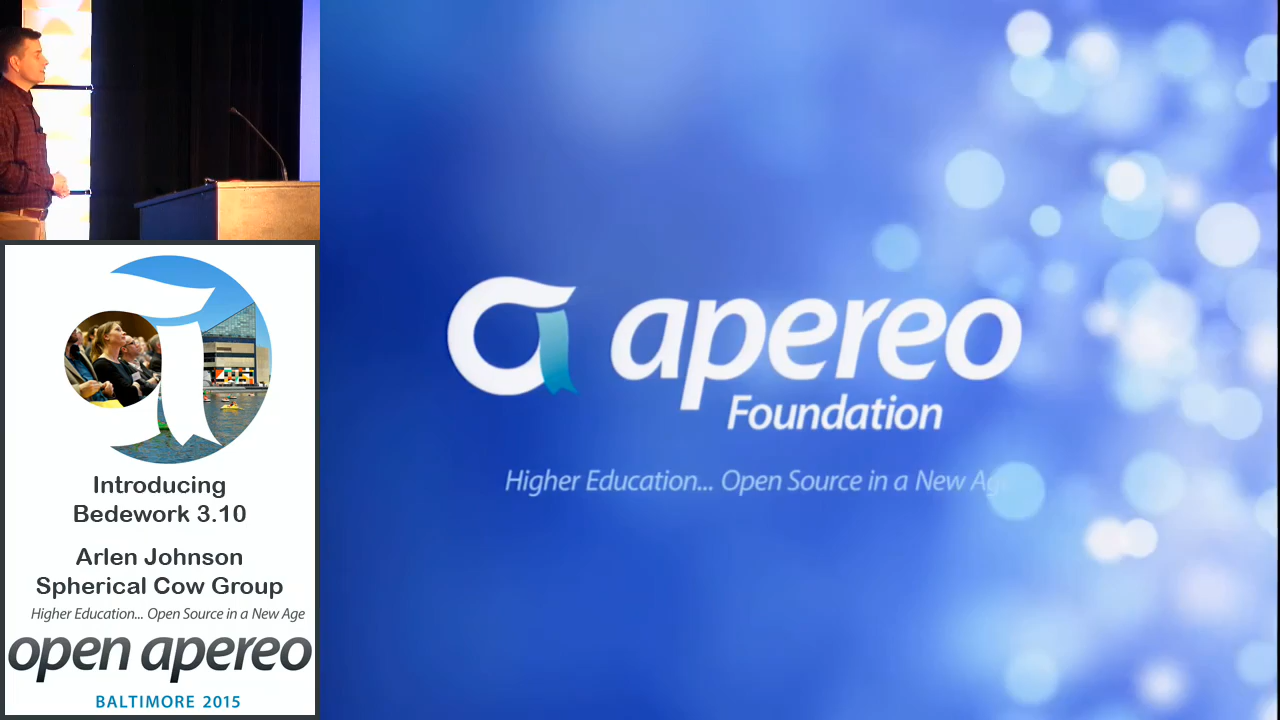 Introducing
Bedework 3.10
Arlen Johnson
Spherical Cow Group
Higher Education... Open Source in a New Age
open apereo
BALTIMORE 2015
apereo
Foundation
Higher Education... Open Source in a New Age